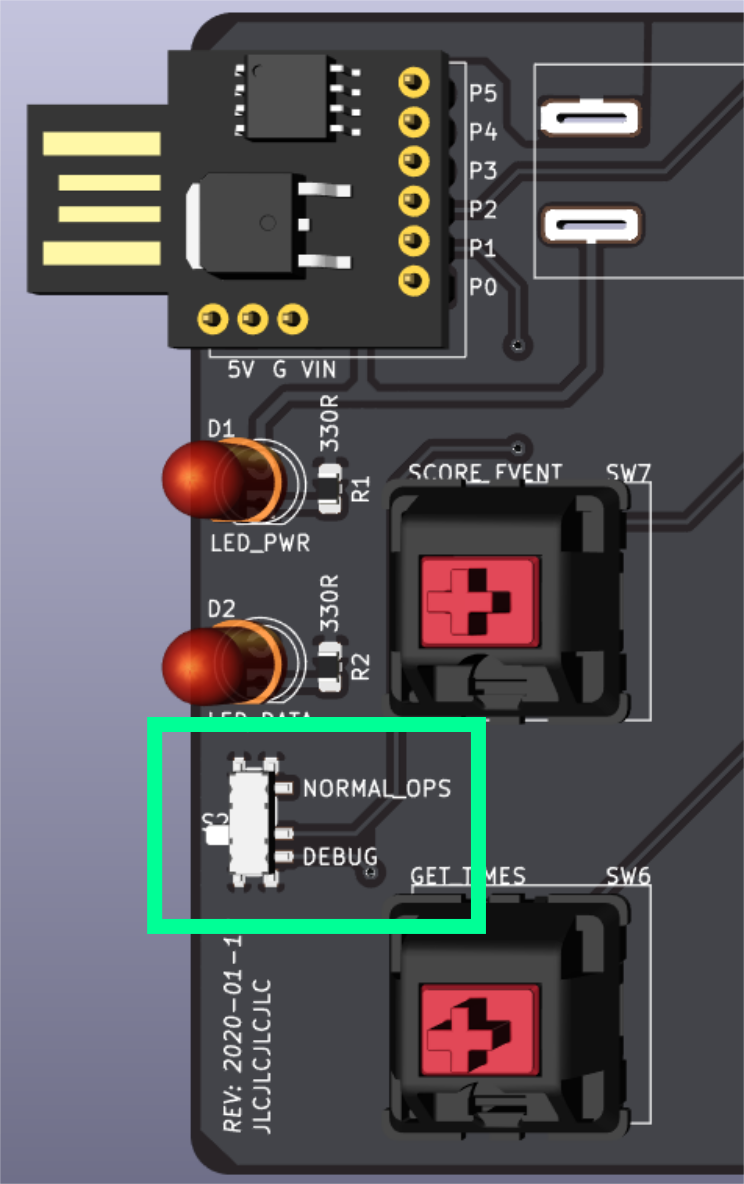 P5
P4
P3
P2
P1
P0
5V G VIN
D1
330R
R1
LED_PWR
SCORE_EVENT
SW7
D2
330R
R2
LED_DATA
NORMAL_OPS
S2
DEBUG
GET_TIMES
SW6
REV: 2020-01-1
JLCJLCJLCJLC